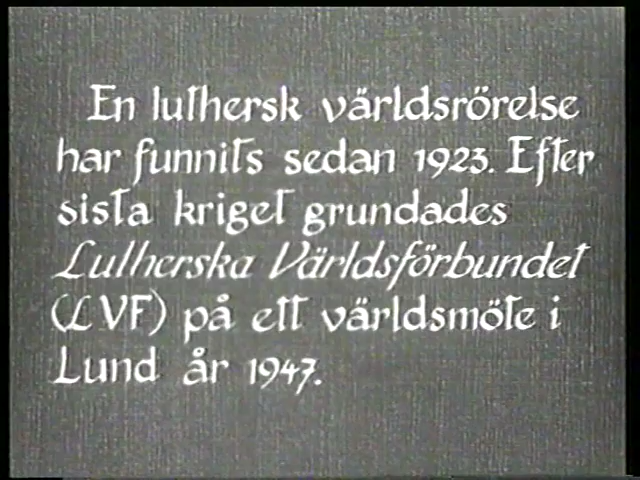 En luthersk världsrörelse
har funnits sedan 1923. Efter
sista kriget grundades
Lutherska Världsförbundet
(LVF) på ett världsmöte i
Lund år 1947.